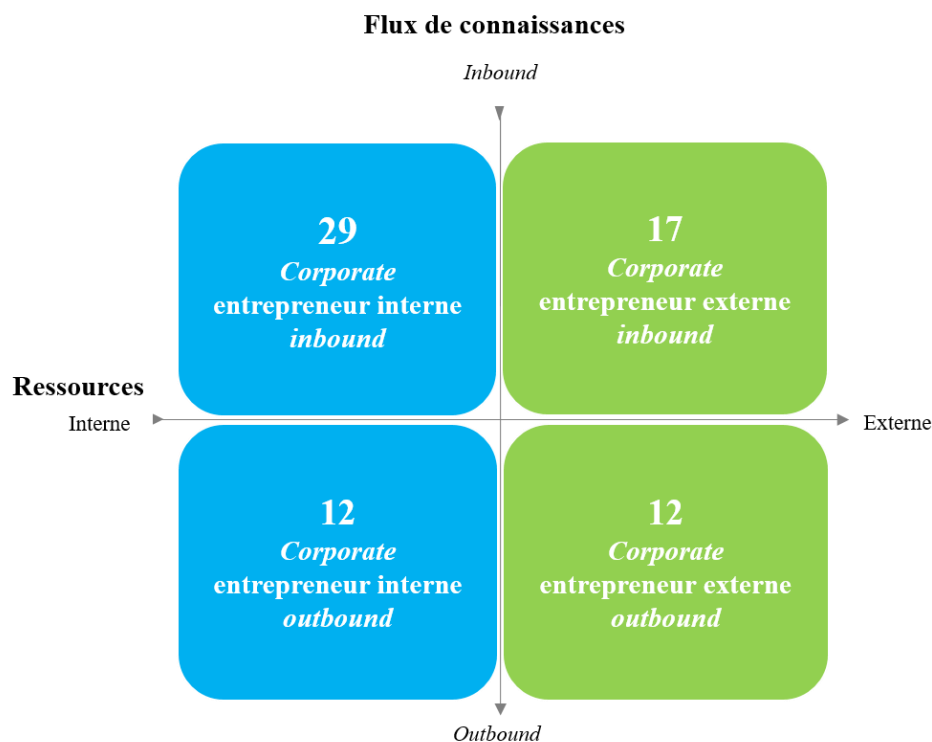 Flux de connaissances
Inbound
29
Corporate
entrepreneur interne
inbound
17
Corporate
entrepreneur externe
inbound
Ressources
Interne
Externe
12
Corporate
entrepreneur interne
outbound
12
Corporate
entrepreneur externe
outbound
Outbound